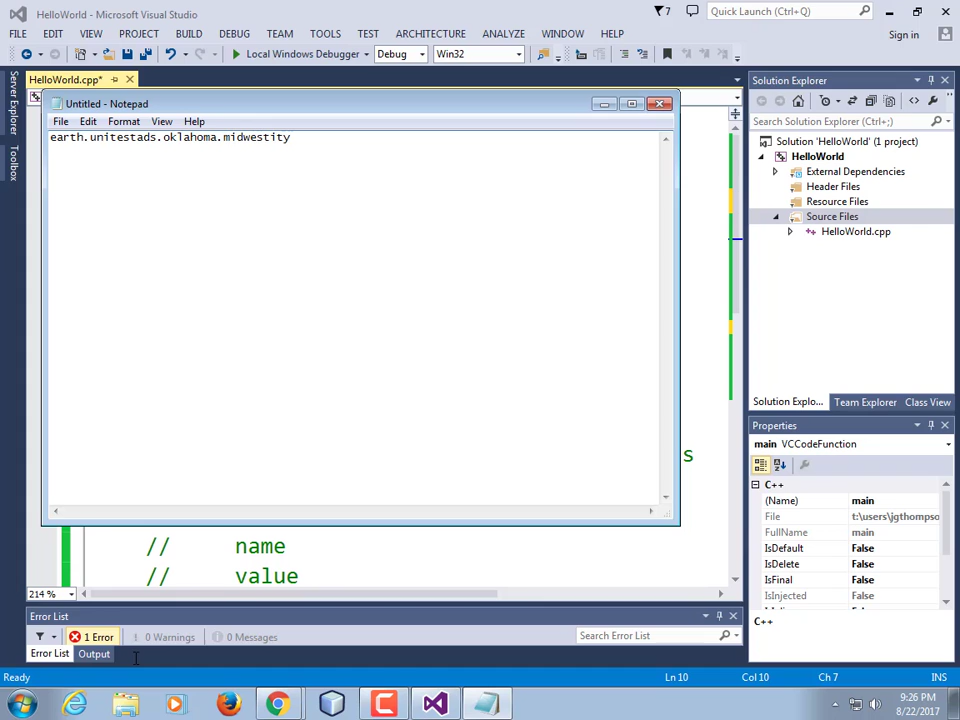 HelloWorld - Microsoft Visual Studio
7
Quick Launch (Ctrl+Q)
FILE EDIT VIEW PROJECT BUILD DEBUG TEAM TOOLS TEST ARCHITECTURE ANALYZE WINDOW HELP
Sign in
Local Windows Debugger Debug Win32
Server Explorer
Toolbox
HelloWorld.cpp*
Untitled - Notepad
File Edit Format View Help
earth.unitestads.oklahoma.midwestity
s
// name
// value
214 %
Solution Explorer
Search Solution Explorer (Ctrl+;)
Solution 'HelloWorld' (1 project)
HelloWorld
External Dependencies
Header Files
Resource Files
Source Files
HelloWorld.cpp
Solution Explo... Team Explorer Class View
Properties
main VCCodeFunction
C++
(Name) main
File t:\users\jgthompso
FullName main
IsDefault False
IsDelete False
IsFinal False
IsInjected False
C++
Error List
1 Error 0 Warnings 0 Messages
Search Error List
Error List Output
Ready Ln 10 Col 10 Ch 7 INS
9:26 PM
8/22/2017